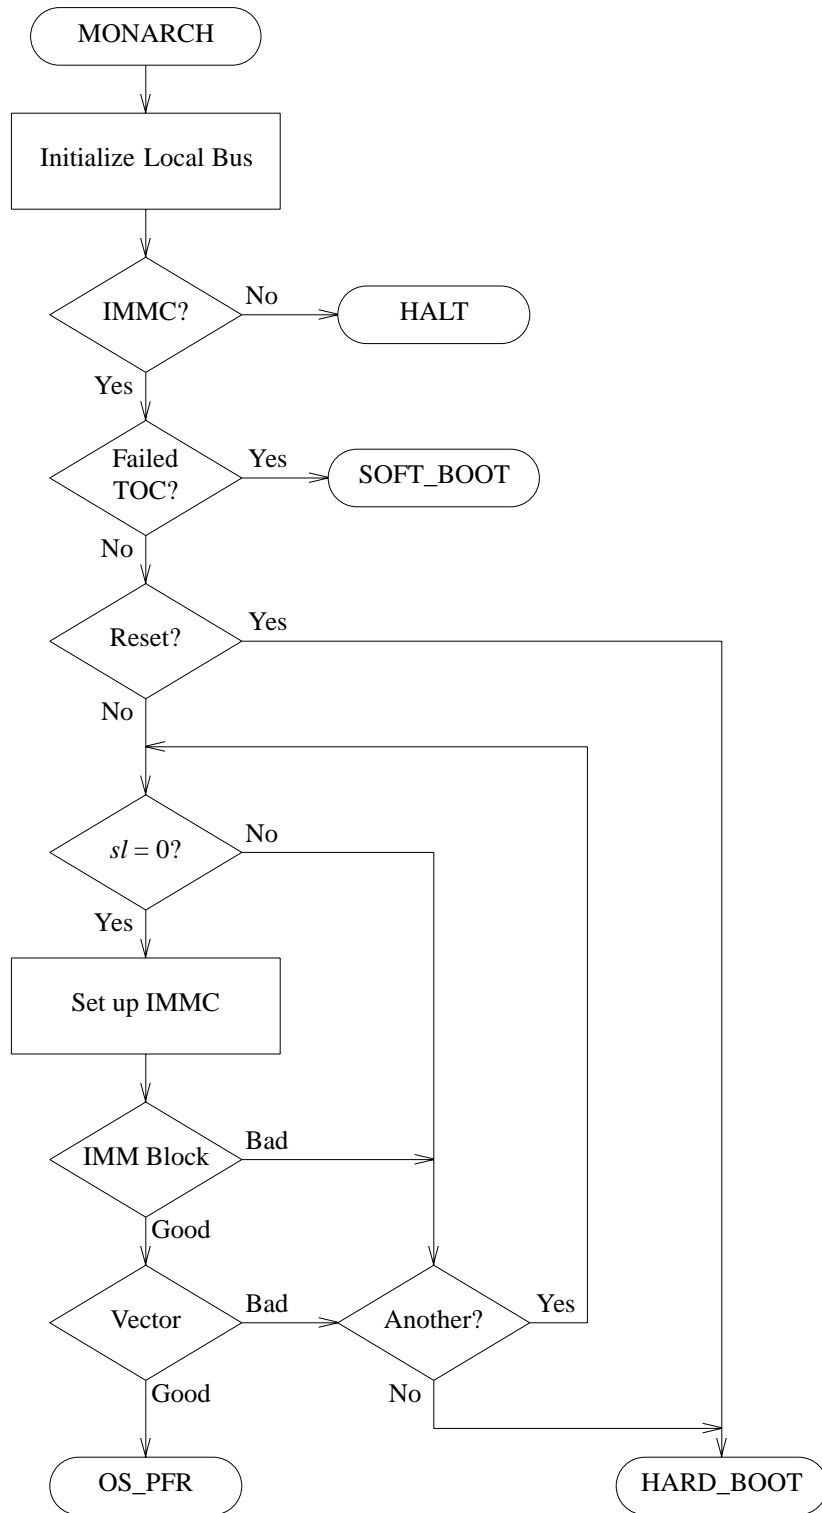 MONARCH
Initialize Local Bus
IMMC?
No
HALT
Yes
Failed
TOC?
Yes
SOFT_BOOT
No
Reset?
Yes
No
sl = 0?
No
Yes
Set up IMMC
IMM Block
Bad
Good
Vector
Bad
Another?
Yes
Good
No
OS_PFR
HARD_BOOT